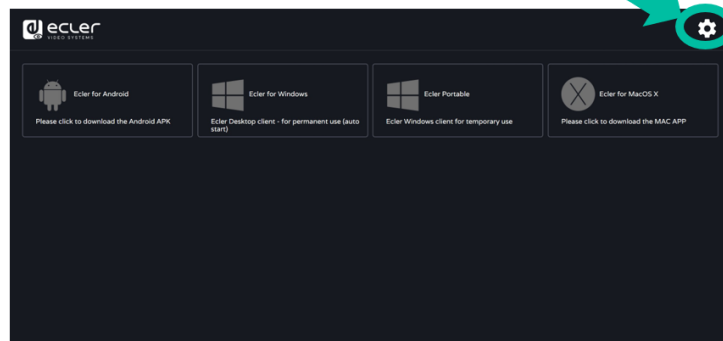 ecler
VIDEO SYSTEMS
Ecler for Android
Please click to download the Android APK
Ecler for Windows
Ecler Desktop client - for permanent use (auto
start)
Ecler Portable
Ecler Windows client for temporary use
Ecler for MacOS X
Please click to download the MAC APP